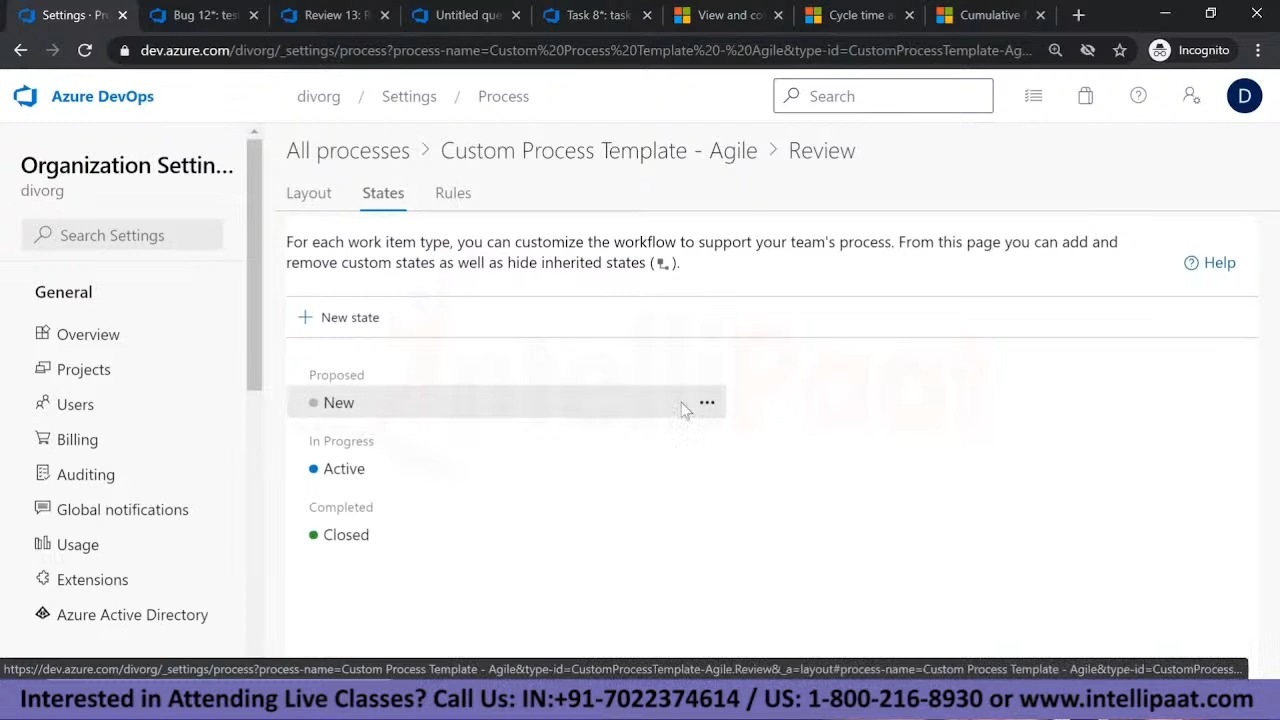 Settings - Pr
Bug 12*: tes
Review 13: R
Untitled que
Task 8*: task
View and co
Cycle time a
Cumulative f
dev.azure.com/divorg/_settings/process?process-name=Custom%20Process%20Template%20-%20Agile&type-id=CustomProcessTemplate-Ag...
Incognito
Azure DevOps
divorg / Settings / Process
Search
D
Organization Settin...
divorg
Search Settings
General
Overview
Projects
Users
Billing
Auditing
Global notifications
Usage
Extensions
Azure Active Directory
All processes > Custom Process Template - Agile > Review
Layout States Rules
For each work item type, you can customize the workflow to support your team's process. From this page you can add and
remove custom states as well as hide inherited states ( ).
Help
+ New state
Proposed
New ...
In Progress
Active
Completed
Closed
IntelliPaat
https://dev.azure.com/divorg/_settings/process?process-name=Custom Process Template - Agile&type-id=CustomProcessTemplate-Agile.Review&_a=layout#process-name=Custom Process Template - Agile&type-id=CustomProcess...
Interested in Attending Live Classes? Call Us: IN:+91-7022374614 / US: 1-800-216-8930 or www.intellipaat.com